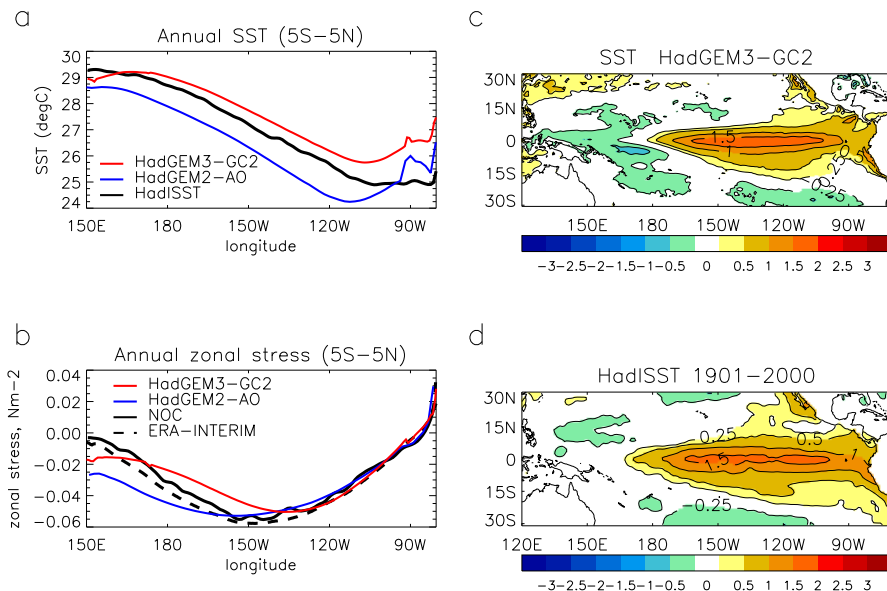 a
Annual SST (5S-5N)
SST (degC)
30
29
28
27
26
25
24
HadGEM3-GC2
HadGEM2-AO
HadISST
150E 180 150W 120W 90W
longitude
b
Annual zonal stress (5S-5N)
zonal stress, Nm-2
0.04
0.02
0.00
-0.02
-0.04
-0.06
HadGEM3-GC2
HadGEM2-AO
NOC
ERA-INTERIM
150E 180 150W 120W 90W
longitude
c
SST HadGEM3-GC2
30N
15N
0
15S
30S
1.5
1
0.5
150E 180 150W 120W 90W
-3-2.5-2-1.5-1-0.5 0 0.5 1 1.5 2 2.5 3
d
HadISST 1901-2000
30N
15N
0
15S
30S
0.25
0.5
1.5
1
-0.25
120E 150E 180 150W 120W 90W
-3-2.5-2-1.5-1-0.5 0 0.5 1 1.5 2 2.5 3